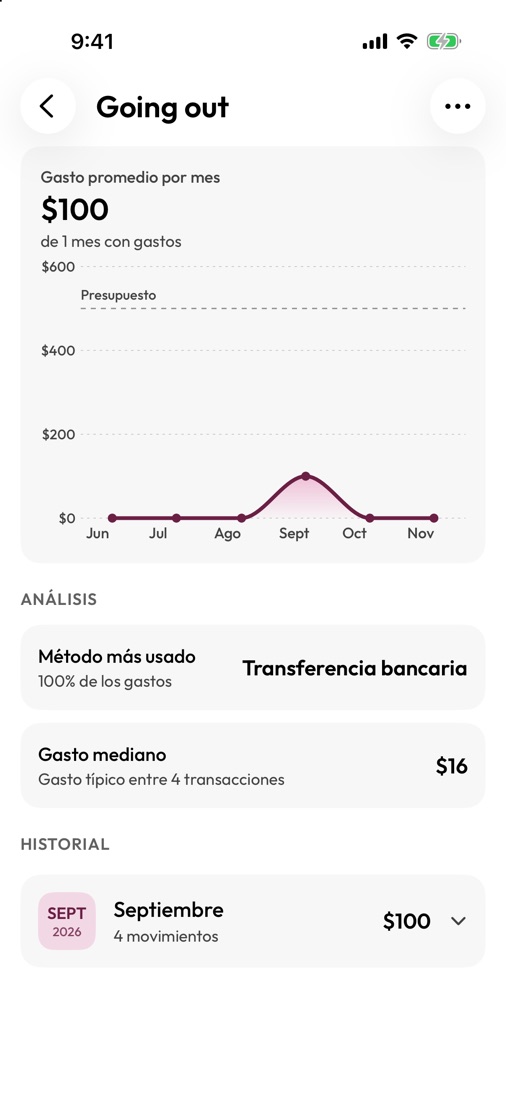 9:41
Going out
Gasto promedio por mes
$100
de 1 mes con gastos
$600
Presupuesto
$400
$200
$0
Jun Jul Ago Sept Oct Nov
ANÁLISIS
Método más usado
100% de los gastos
Transferencia bancaria
Gasto mediano
Gasto típico entre 4 transacciones
$16
HISTORIAL
SEPT
2026
Septiembre
4 movimientos
$100